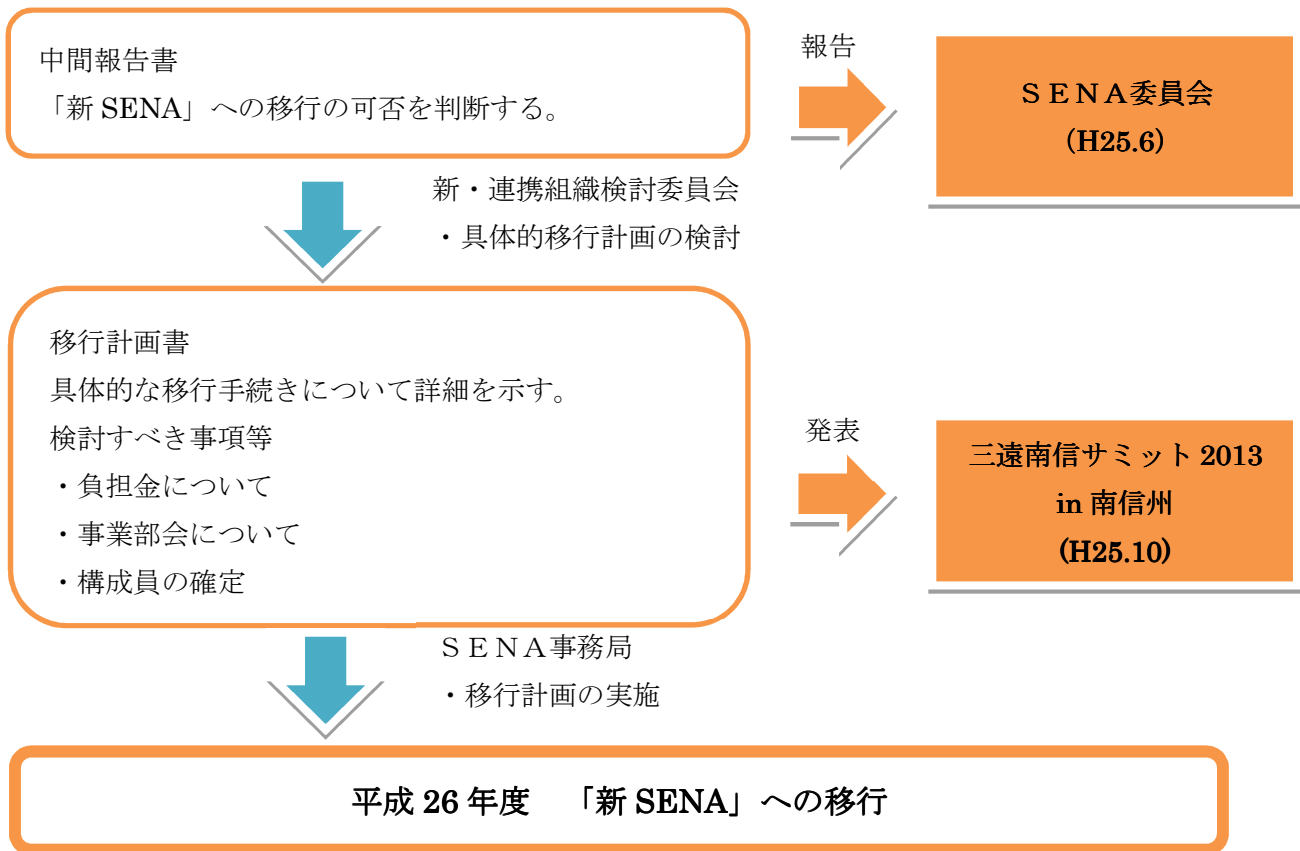 中間報告書
「新 SENA」への移行の可否を判断する。
報告
ＳＥＮＡ委員会
（H25.6）
新・連携組織検討委員会
・具体的移行計画の検討
移行計画書
具体的な移行手続きについて詳細を示す。
検討すべき事項等
・負担金について
・事業部会について
・構成員の確定
発表
三遠南信サミット 2013
in 南信州
(H25.10)
ＳＥＮＡ事務局
・移行計画の実施
平成 26 年度　「新 SENA」への移行